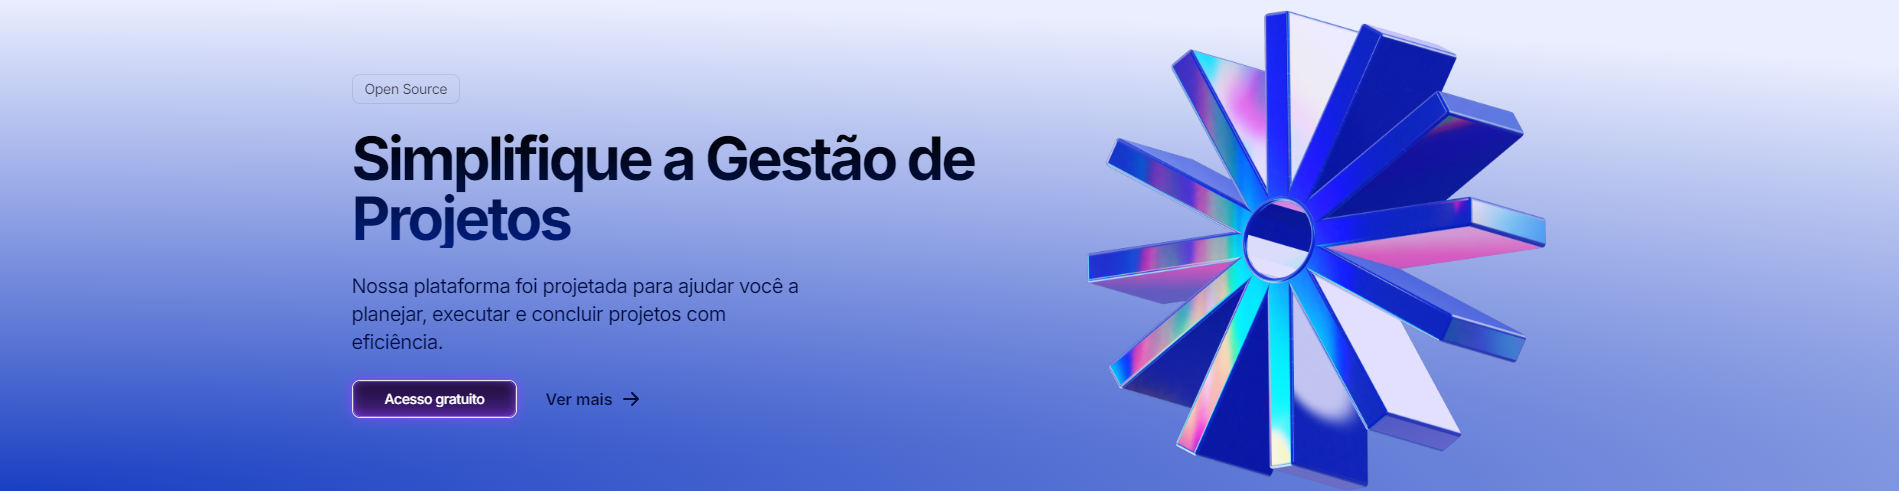 Open Source
Simplifique a Gestão de
Projetos
Nossa plataforma foi projetada para ajudar você a
planejar, executar e concluir projetos com
eficiência.
Acesso gratuito
Ver mais →